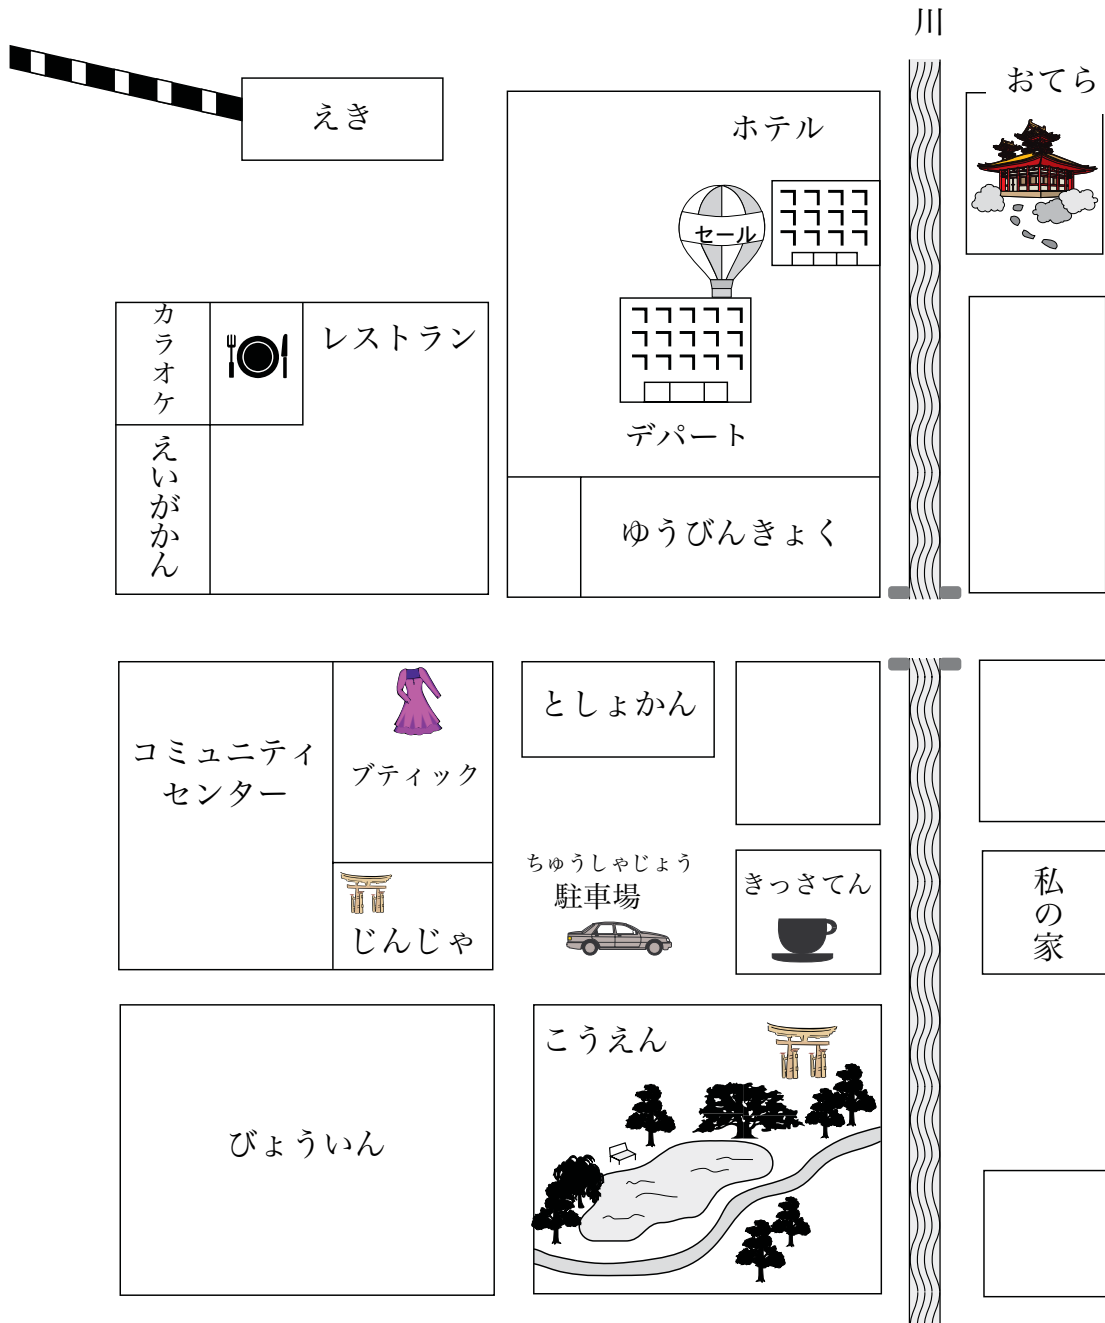 川
おてら
えき
ホテル
セール
カラオケ
レストラン
デパート
えいがかん
ゆうびんきょく
としょかん
コミュニティ
センター
ブティック
ちゅうしゃじょう
駐車場
きっさてん
私の家
じんじゃ
こうえん
びょういん